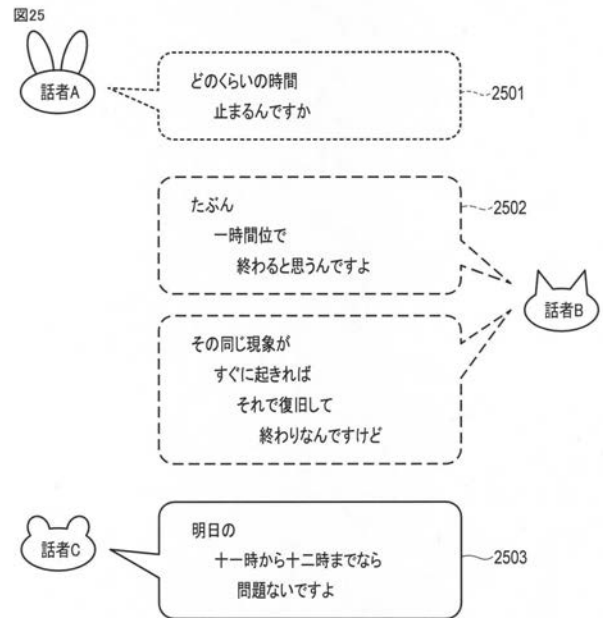 図25
話者A
どのくらいの時間
止まるんですか
2501
たぶん
一時間位で
終わると思うんですよ
2502
話者B
その同じ現象が
すぐに起きれば
それで復旧して
終わりなんですけど
話者C
明日の
十一時から十二時までなら
問題ないですよ
2503